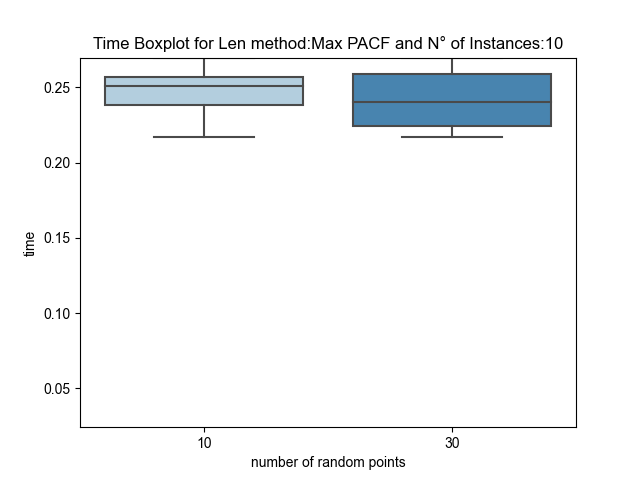 Time Boxplot for Len method:Max PACF and N° of Instances:10
0.25
0.20
0.15
0.10
0.05
time
10
30
number of random points